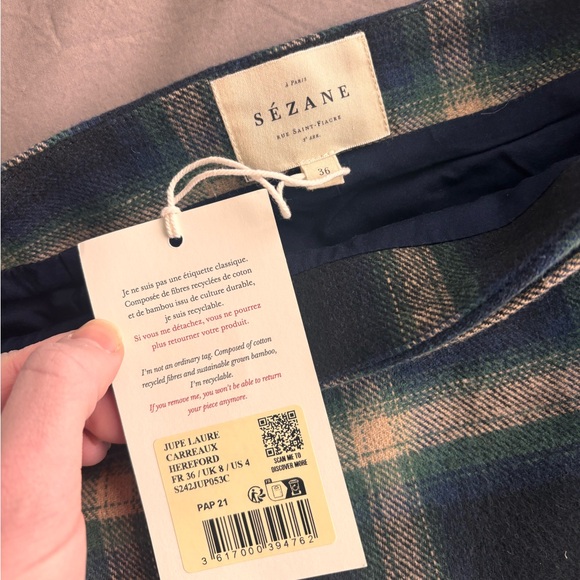 À PARIS
SÉZANE
RUE SAINT-FIACRE
36
Je ne suis pas une étiquette classique.
Composée de fibres recyclées de coton
et de bambou issu de culture durable,
je suis recyclable.
Si vous me détachez, vous ne pourrez
plus retourner votre produit.
I'm not an ordinary tag. Composed of cotton
recycled fibres and sustainable grown bamboo,
I'm recyclable.
If you remove me, you won't be able to return
your piece anymore.
JUPE LAURE
CARREAUX
HEREFORD
FR 36 / UK 8 / US 4
S242JUP053C
SCAN ME TO
DISCOVER MORE
PAP 21
3 617000 394762